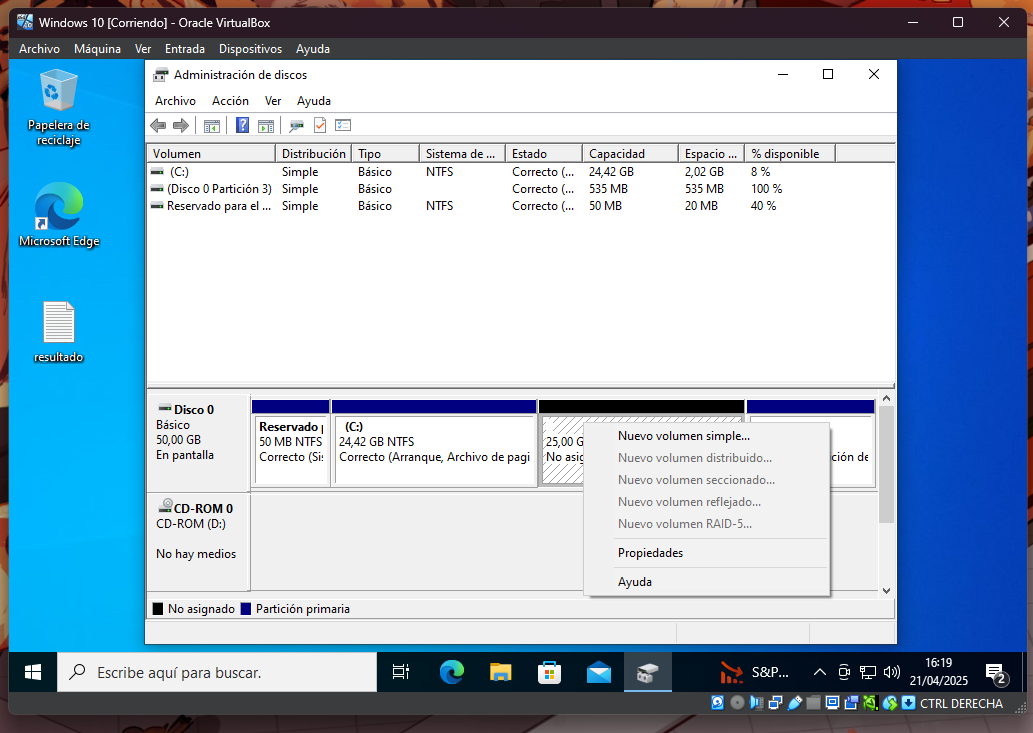 Windows 10 [Corriendo] - Oracle VirtualBox
Archivo Máquina Ver Entrada Dispositivos Ayuda
Papelera de
reciclaje
Microsoft Edge
resultado
Administración de discos
Archivo Acción Ver Ayuda
Volumen Distribución Tipo Sistema de ... Estado Capacidad Espacio ... % disponible
(C:) Simple Básico NTFS Correcto (... 24,42 GB 2,02 GB 8 %
(Disco 0 Partición 3) Simple Básico Correcto (... 535 MB 535 MB 100 %
Reservado para el ... Simple Básico NTFS Correcto (... 50 MB 20 MB 40 %
Disco 0
Básico
50,00 GB
En pantalla
Reservado
50 MB NTFS
Correcto (Si
(C:)
24,42 GB NTFS
Correcto (Arranque, Archivo de pagi
25,00 G
No asig
ción de
Nuevo volumen simple...
Nuevo volumen distribuido...
Nuevo volumen seccionado...
Nuevo volumen reflejado...
Nuevo volumen RAID-5...
Propiedades
Ayuda
CD-ROM 0
CD-ROM (D:)
No hay medios
No asignado Partición primaria
Escribe aquí para buscar.
S&P...
16:19
21/04/2025
2
CTRL DERECHA